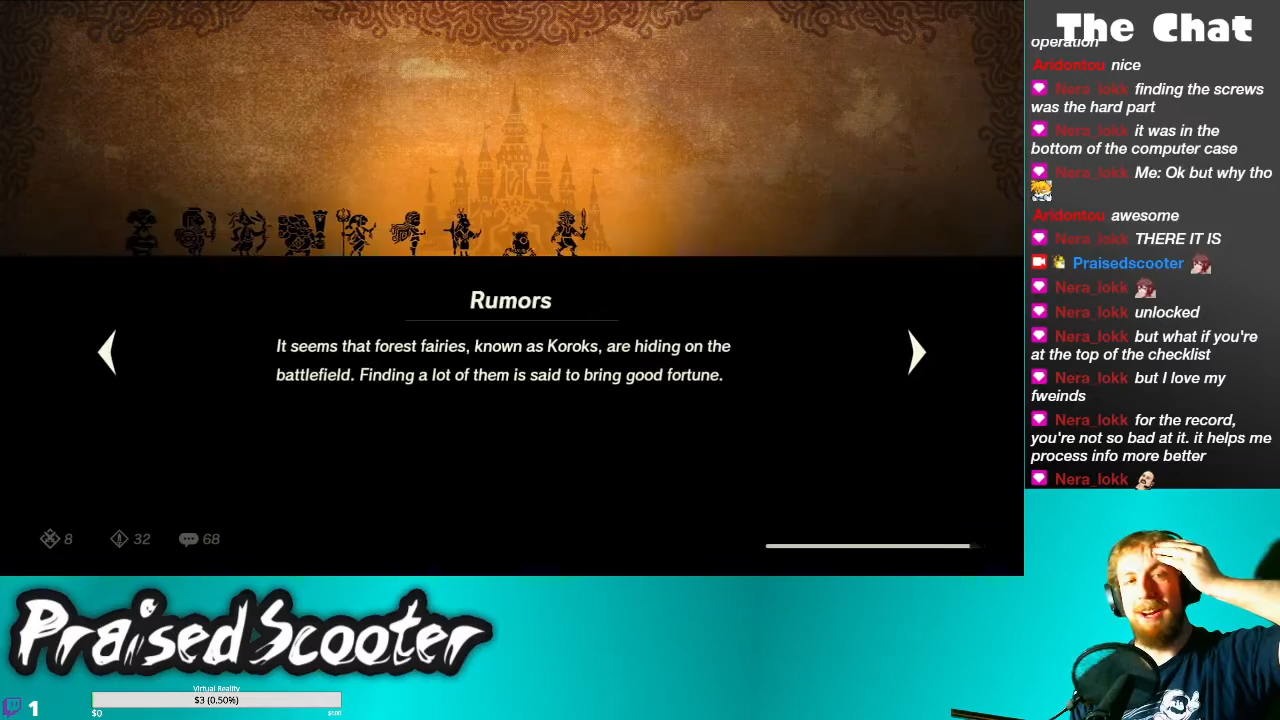 The Chat
operation
Aridontou nice
Nera_lokk finding the screws
was the hard part
Nera_lokk it was in the
bottom of the computer case
Nera_lokk Me: Ok but why tho
Aridontou awesome
Nera_lokk THERE IT IS
Praisedscooter
Nera_lokk
Nera_lokk unlocked
Nera_lokk but what if you're
at the top of the checklist
Nera_lokk but I love my
fweinds
Nera_lokk for the record,
you're not so bad at it. it helps me
process info more better
Nera_lokk
Rumors
It seems that forest fairies, known as Koroks, are hiding on the
battlefield. Finding a lot of them is said to bring good fortune.
8 32 68
PraisedScooter
Virtual Reality
$3 (0.50%)
1
$0